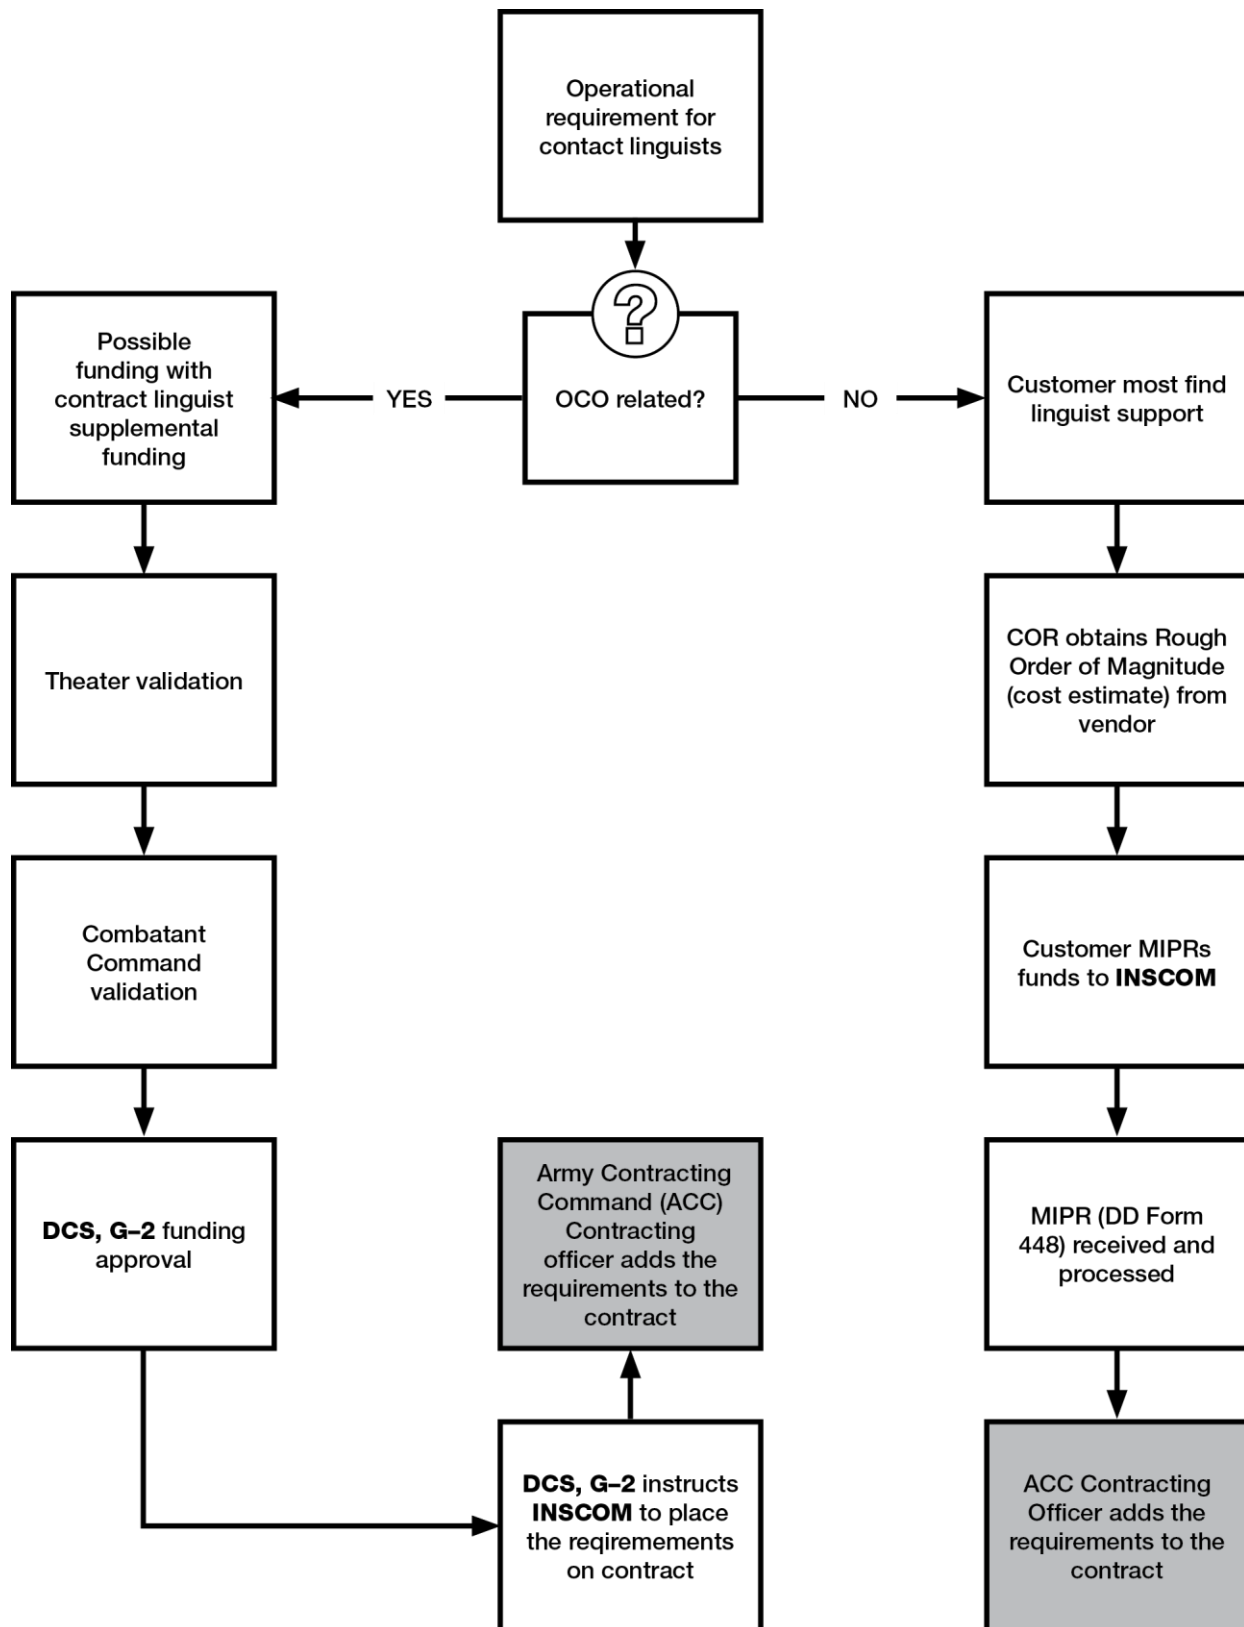 Operational
requirement for
contact linguists
?
OCO related?
YES
NO
Possible
funding with
contract linguist
supplemental
funding
Theater validation
Combatant
Command
validation
DCS, G–2 funding
approval
DCS, G–2 instructs
INSCOM to place
the reqiremements
on contract
Army Contracting
Command (ACC)
Contracting
officer adds the
requirements to the
contract
Customer most find
linguist support
COR obtains Rough
Order of Magnitude
(cost estimate) from
vendor
Customer MIPRs
funds to INSCOM
MIPR (DD Form
448) received and
processed
ACC Contracting
Officer adds the
requirements to the
contract